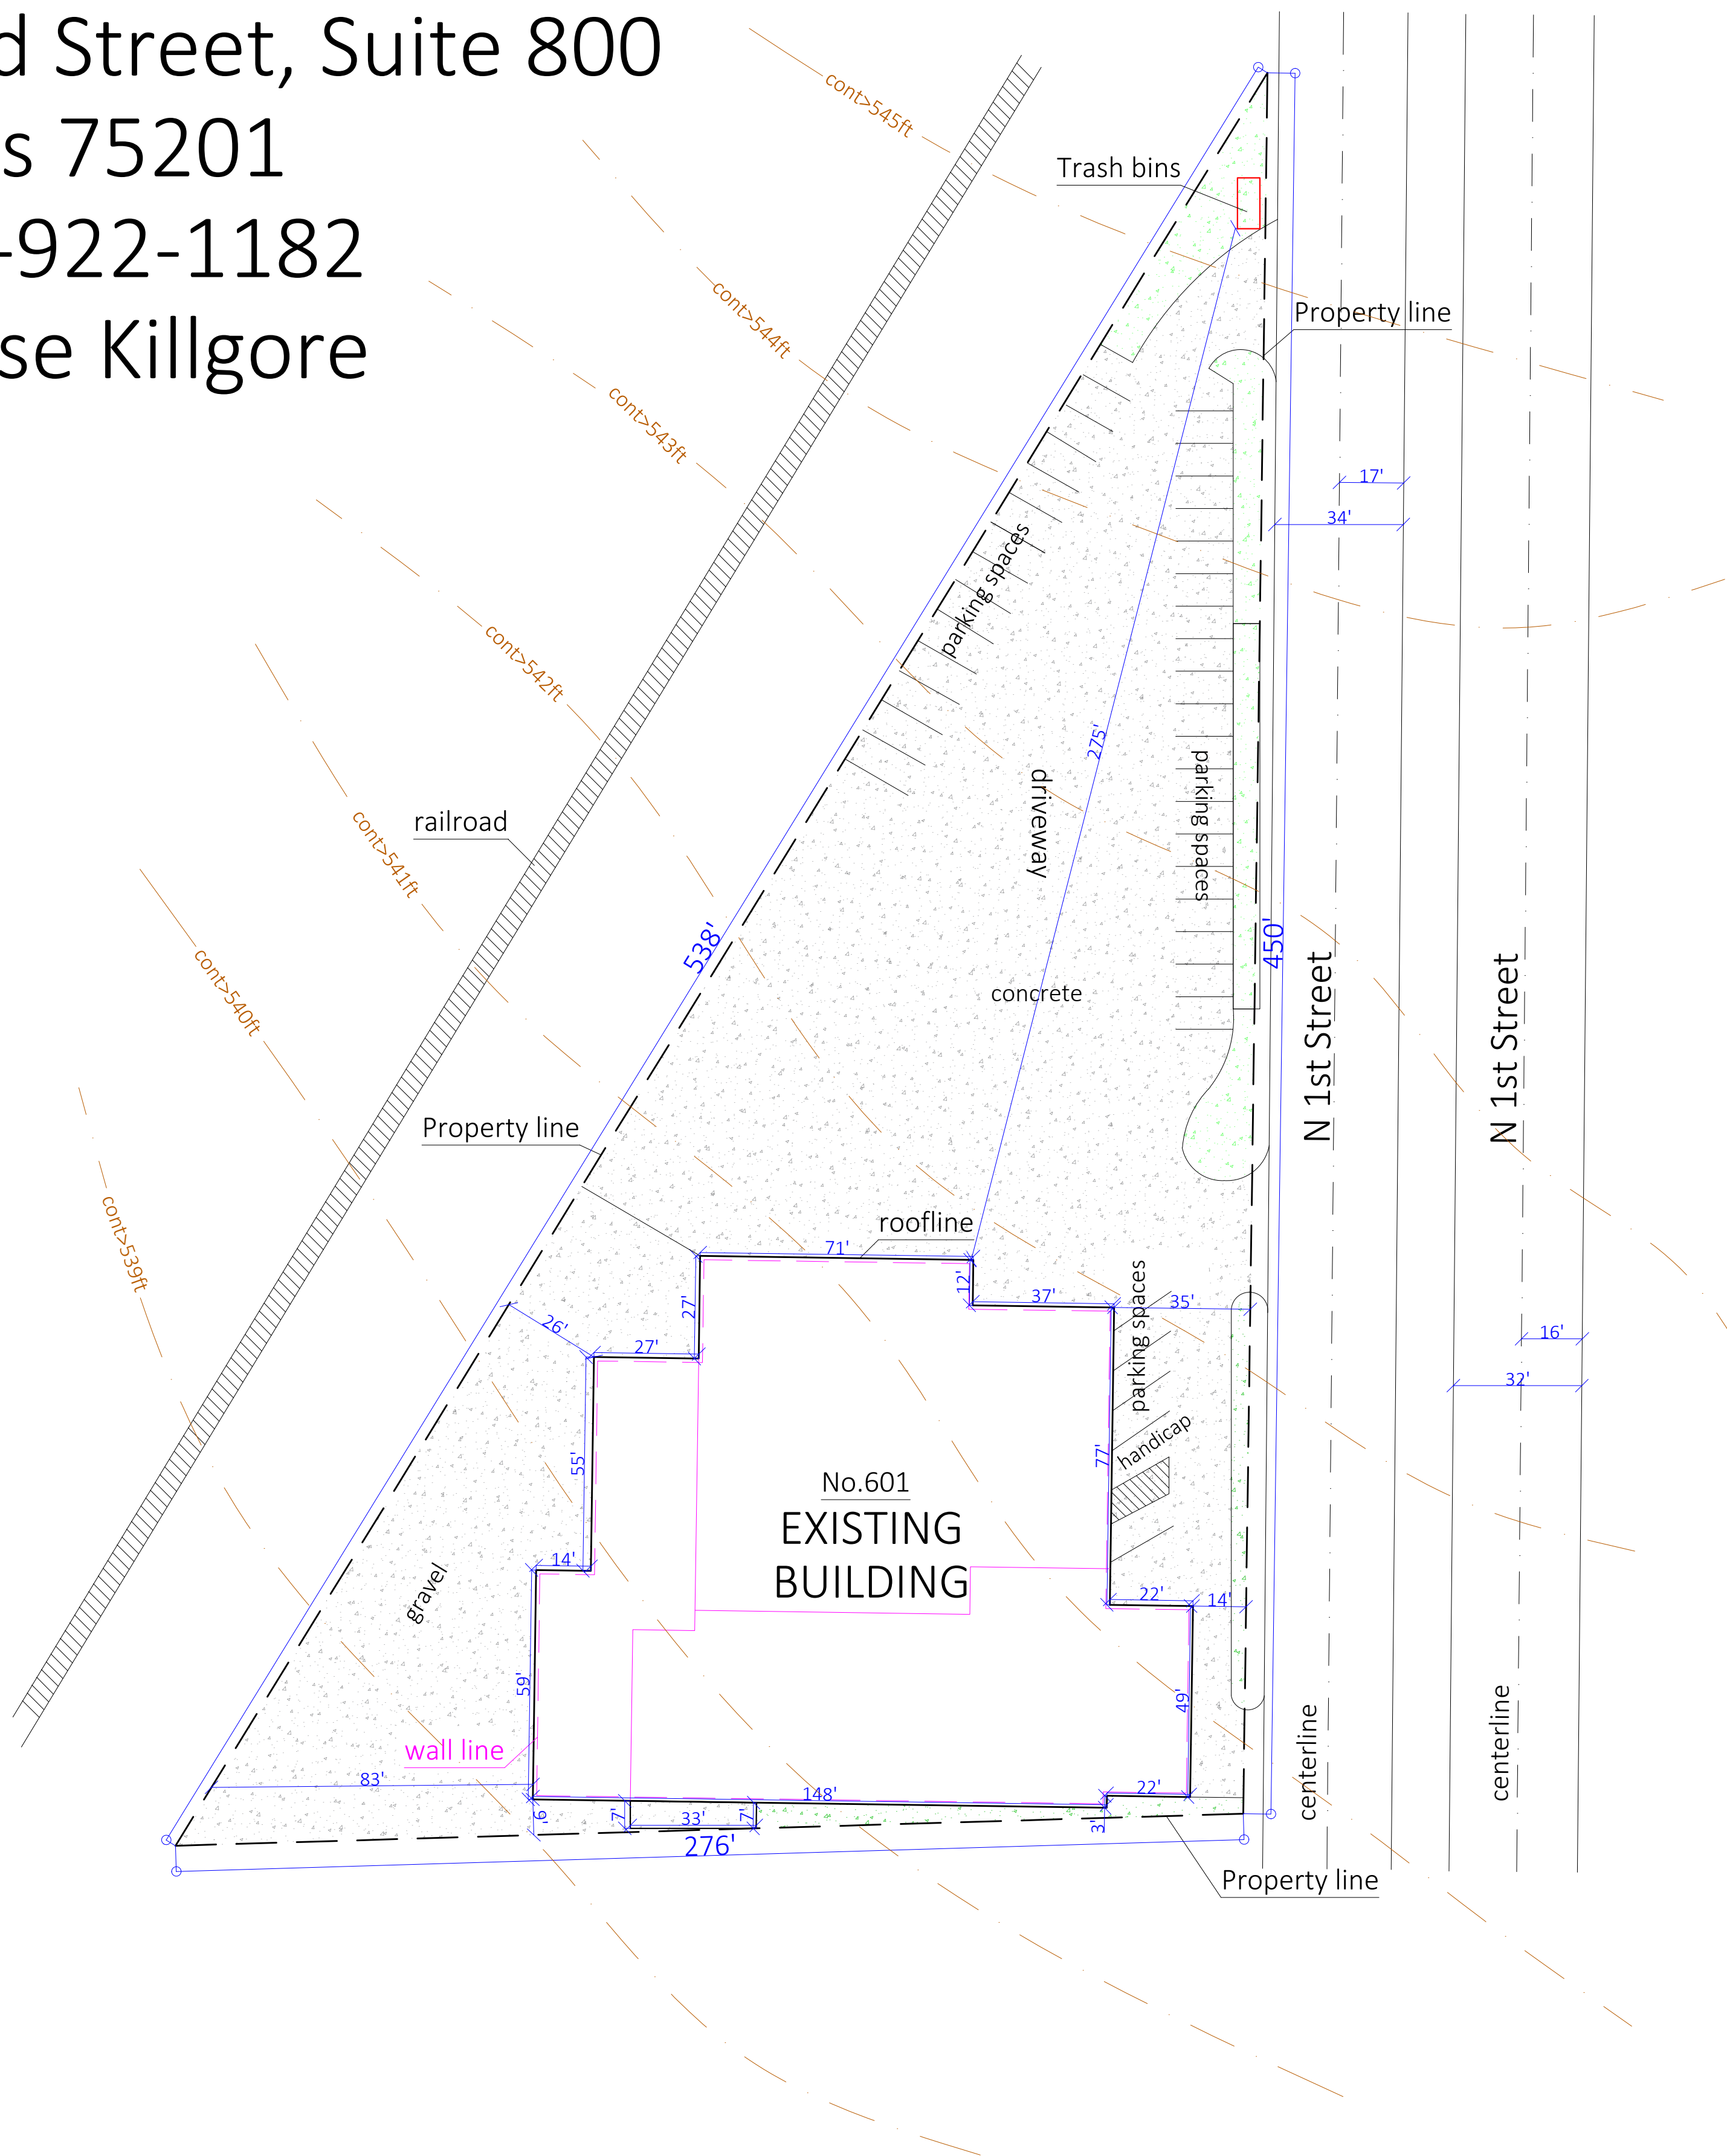 d Street, Suite 800
s 75201
-922-1182
se Killgore
cont>545ft
Trash bins
cont>544ft
Property line
cont>543ft
17'
34'
parking spaces
cont>542ft
275'
parking spaces
driveway
railroad
cont>541ft
538'
450'
cont>540ft
concrete
N 1st Street
N 1st Street
Property line
cont>539ft
roofline
71'
12'
37'
35'
27'
26'
27'
parking spaces
16'
32'
55'
handicap
77'
No.601
EXISTING
BUILDING
14'
22'
14'
gravel
59'
49'
wall line
centerline
centerline
83'
148'
22'
6'
7'
33'
7'
3'
276'
Property line